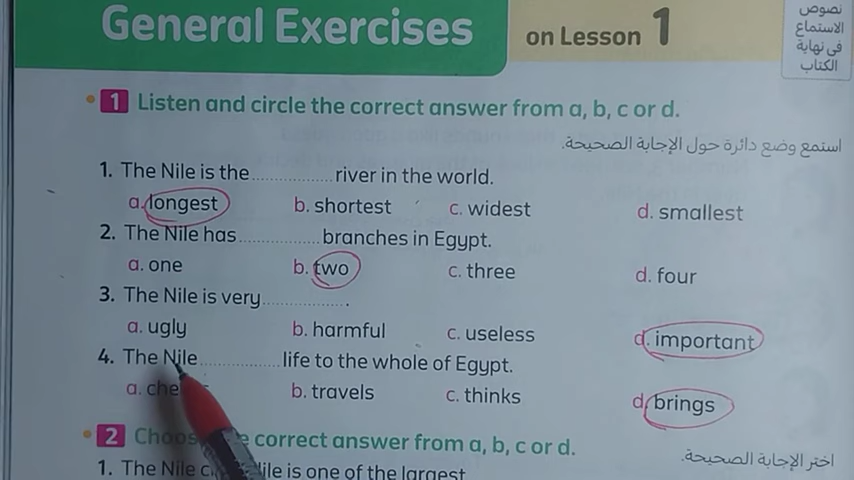 General Exercises on Lesson 1
نصوص
الاستماع
فى نهاية
الكتاب
1 Listen and circle the correct answer from a, b, c or d.
استمع وضع دائرة حول الإجابة الصحيحة.
1. The Nile is the ................ river in the world.
a. longest b. shortest c. widest d. smallest
2. The Nile has ................ branches in Egypt.
a. one b. two c. three d. four
3. The Nile is very ................ .
a. ugly b. harmful c. useless d. important
4. The Nile ................ life to the whole of Egypt.
a. b. travels c. thinks d. brings
2 correct answer from a, b, c or d.
اختر الإجابة الصحيحة.
1. The Nile is one of the largest